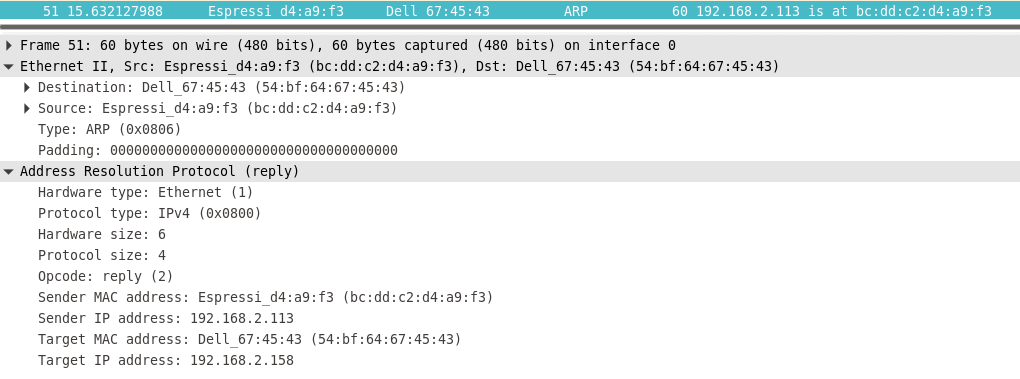 51 15.632127988 Espressi_d4:a9:f3 Dell_67:45:43 ARP 60 192.168.2.113 is at bc:dd:c2:d4:a9:f3
Frame 51: 60 bytes on wire (480 bits), 60 bytes captured (480 bits) on interface 0
Ethernet II, Src: Espressi_d4:a9:f3 (bc:dd:c2:d4:a9:f3), Dst: Dell_67:45:43 (54:bf:64:67:45:43)
Destination: Dell_67:45:43 (54:bf:64:67:45:43)
Source: Espressi_d4:a9:f3 (bc:dd:c2:d4:a9:f3)
Type: ARP (0x0806)
Padding: 000000000000000000000000000000000000
Address Resolution Protocol (reply)
Hardware type: Ethernet (1)
Protocol type: IPv4 (0x0800)
Hardware size: 6
Protocol size: 4
Opcode: reply (2)
Sender MAC address: Espressi_d4:a9:f3 (bc:dd:c2:d4:a9:f3)
Sender IP address: 192.168.2.113
Target MAC address: Dell_67:45:43 (54:bf:64:67:45:43)
Target IP address: 192.168.2.158